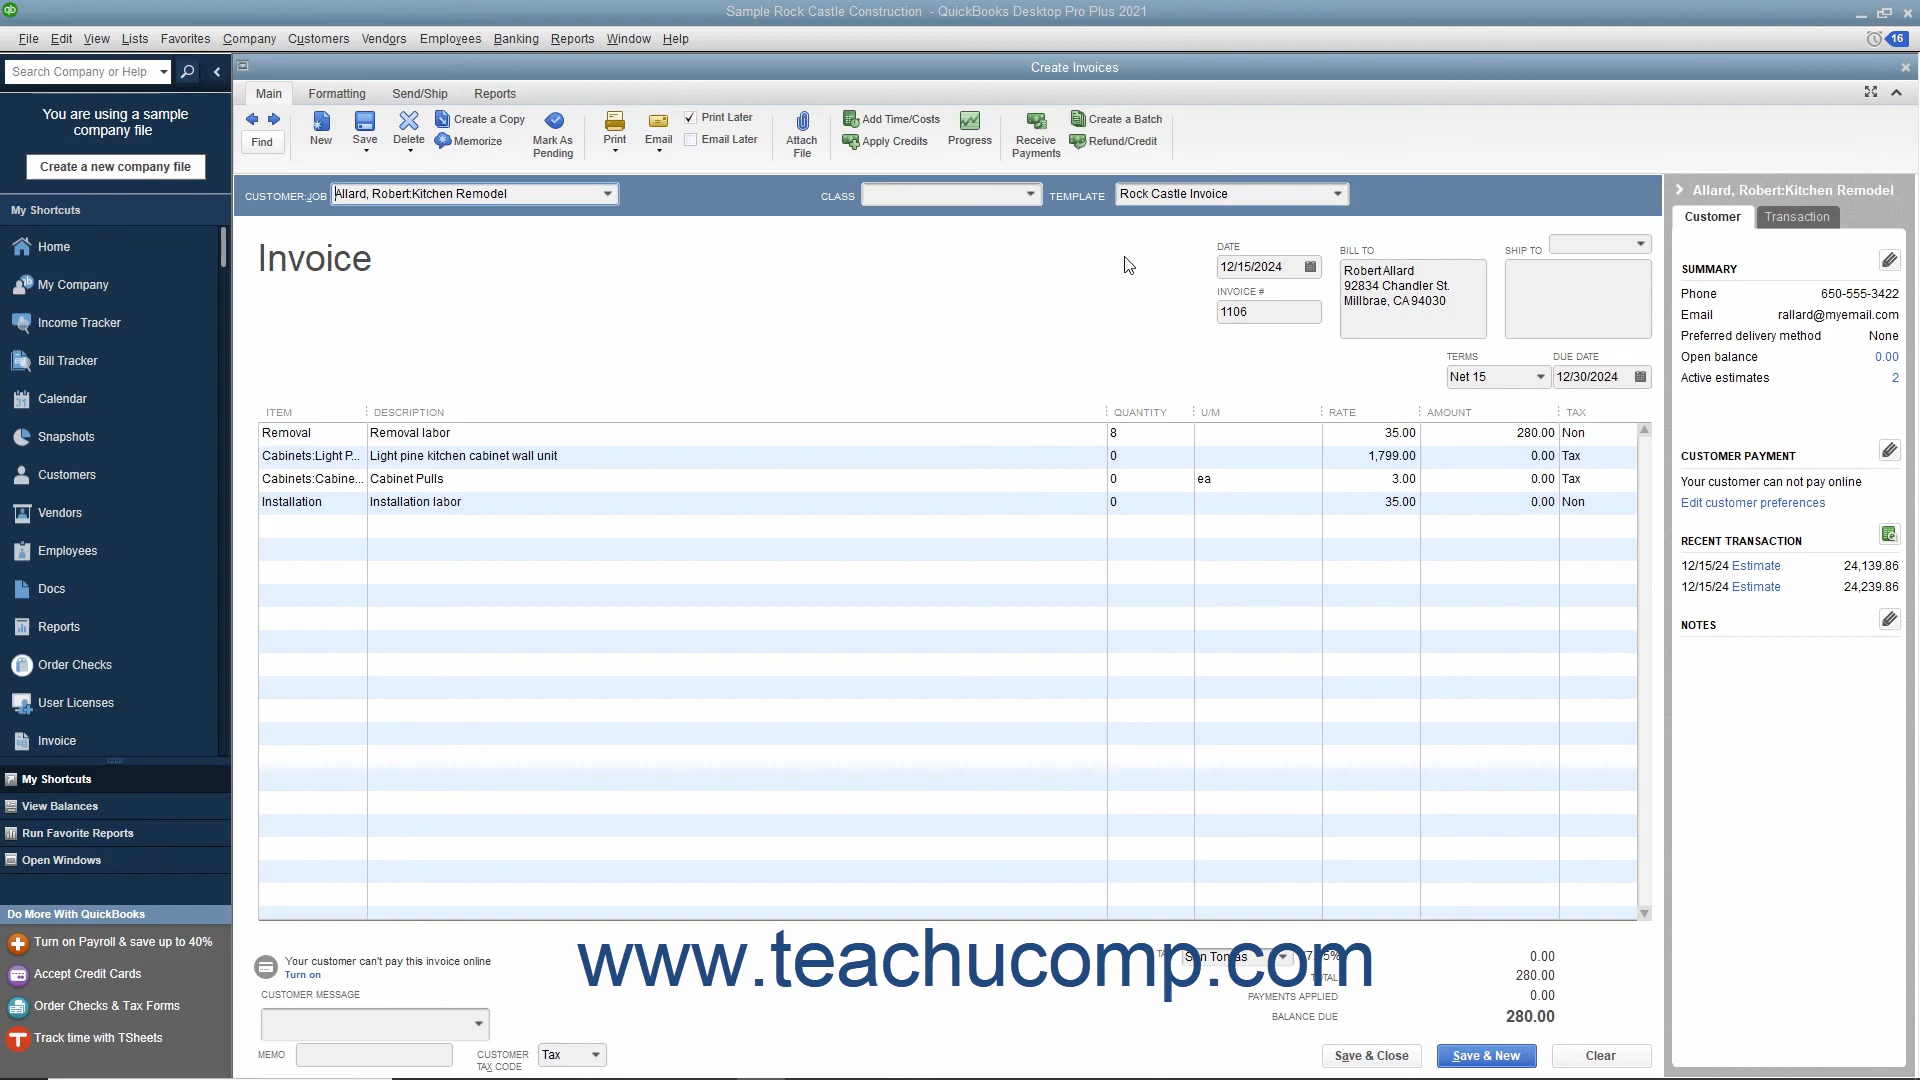 Sample Rock Castle Construction - QuickBooks Desktop Pro Plus 2021
File Edit View Lists Favorites Company Customers Vendors Employees Banking Reports Window Help
16
Search Company or Help
Create Invoices
You are using a sample
company file
Create a new company file
Main Formatting Send/Ship Reports
Find
New
Save
Delete
Create a Copy
Memorize
Mark As
Pending
Print
Email
Print Later
Email Later
Attach
File
Add Time/Costs
Apply Credits
Progress
Receive
Payments
Create a Batch
Refund/Credit
CUSTOMER:JOB Allard, Robert:Kitchen Remodel
CLASS
TEMPLATE Rock Castle Invoice
My Shortcuts
Home
My Company
Income Tracker
Bill Tracker
Calendar
Snapshots
Customers
Vendors
Employees
Docs
Reports
Order Checks
User Licenses
Invoice
My Shortcuts
View Balances
Run Favorite Reports
Open Windows
Do More With QuickBooks
Turn on Payroll & save up to 40%
Accept Credit Cards
Order Checks & Tax Forms
Track time with TSheets
Invoice
DATE
12/15/2024
INVOICE #
1106
BILL TO
Robert Allard
92834 Chandler St.
Millbrae, CA 94030
SHIP TO
TERMS
Net 15
DUE DATE
12/30/2024
ITEM DESCRIPTION QUANTITY U/M RATE AMOUNT TAX
Removal Removal labor 8 35.00 280.00 Non
Cabinets:Light P... Light pine kitchen cabinet wall unit 0 1,799.00 0.00 Tax
Cabinets:Cabine... Cabinet Pulls 0 ea 3.00 0.00 Tax
Installation Installation labor 0 35.00 0.00 Non
www.teachucomp.com
Your customer can't pay this invoice online
Turn on
CUSTOMER MESSAGE
MEMO
CUSTOMER
TAX CODE
Tax
San Tomas
0.00
TOTAL 280.00
PAYMENTS APPLIED 0.00
BALANCE DUE 280.00
Save & Close
Save & New
Clear
Allard, Robert:Kitchen Remodel
Customer Transaction
SUMMARY
Phone 650-555-3422
Email rallard@myemail.com
Preferred delivery method None
Open balance 0.00
Active estimates 2
CUSTOMER PAYMENT
Your customer can not pay online
Edit customer preferences
RECENT TRANSACTION
12/15/24 Estimate 24,139.86
12/15/24 Estimate 24,239.86
NOTES